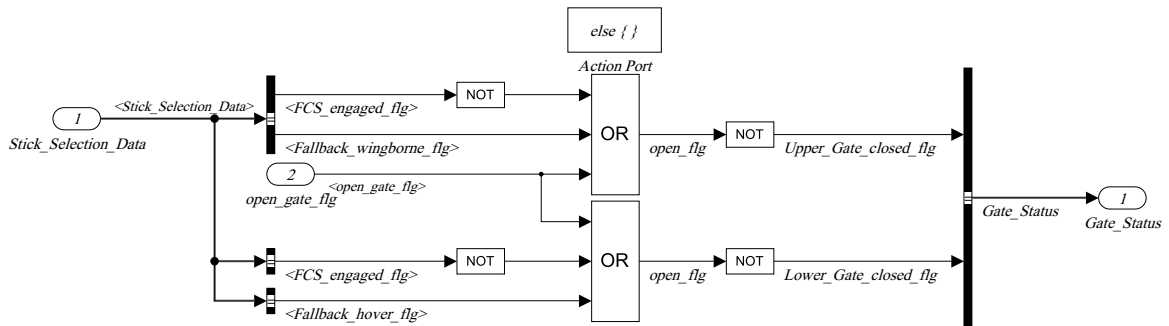 else { }
Action Port
<Stick_Selection_Data>
1
Stick_Selection_Data
<FCS_engaged_flg>
NOT
<Fallback_wingborne_flg>
OR
open_flg
NOT
Upper_Gate_closed_flg
2
open_gate_flg
<open_gate_flg>
Gate_Status
1
Gate_Status
<FCS_engaged_flg>
NOT
OR
open_flg
NOT
Lower_Gate_closed_flg
<Fallback_hover_flg>